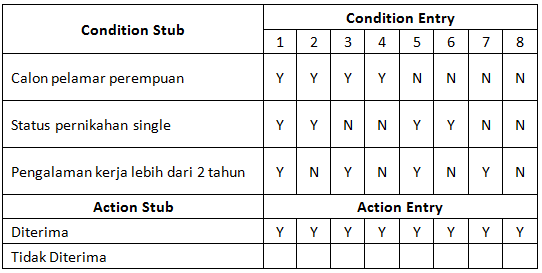 Condition Stub Condition Entry
1 2 3 4 5 6 7 8
Calon pelamar perempuan Y Y Y Y N N N N
Status pernikahan single Y Y N N Y Y N N
Pengalaman kerja lebih dari 2 tahun Y N Y N Y N Y N
Action Stub Action Entry
Diterima Y Y Y Y Y Y Y Y
Tidak Diterima